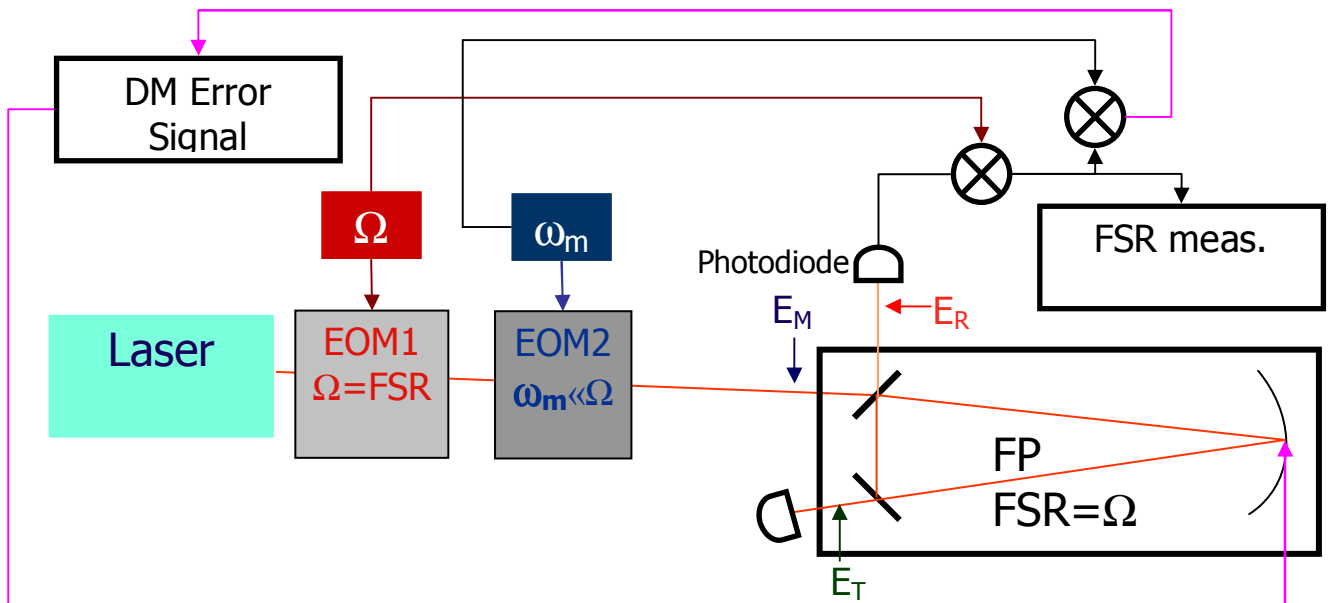 DM Error
Signal
Ω
ωm
FSR meas.
Photodiode
EM
ER
Laser
EOM1
Ω=FSR
EOM2
ωm«Ω
FP
FSR=Ω
ET